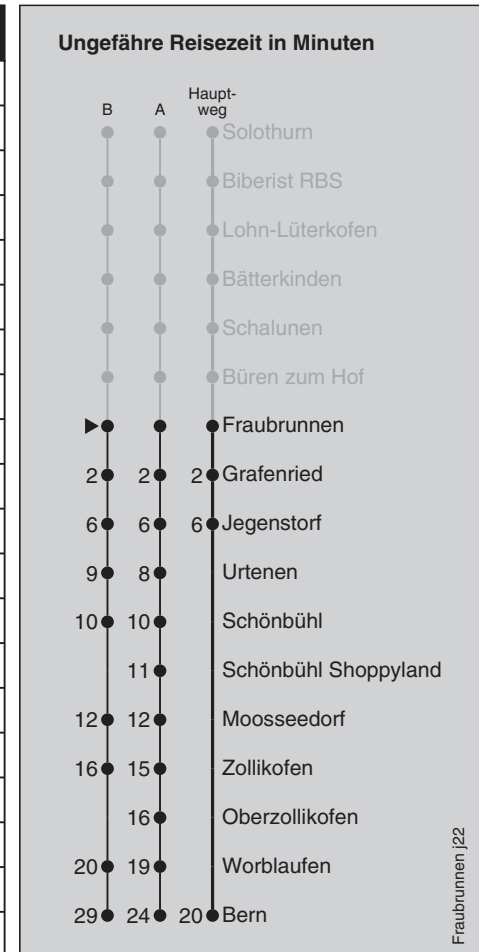 Ungefähre Reisezeit in Minuten
B A Haupt-
weg
Solothurn
Biberist RBS
Lohn-Lüterkofen
Bätterkinden
Schalunen
Büren zum Hof
Fraubrunnen
2 2 2 Grafenried
6 6 6 Jegenstorf
9 8 Urtenen
10 10 Schönbühl
11 Schönbühl Shoppyland
12 12 Moosseedorf
16 15 Zollikofen
16 Oberzollikofen
20 19 Worblaufen
29 24 20 Bern
Fraubrunnen j22